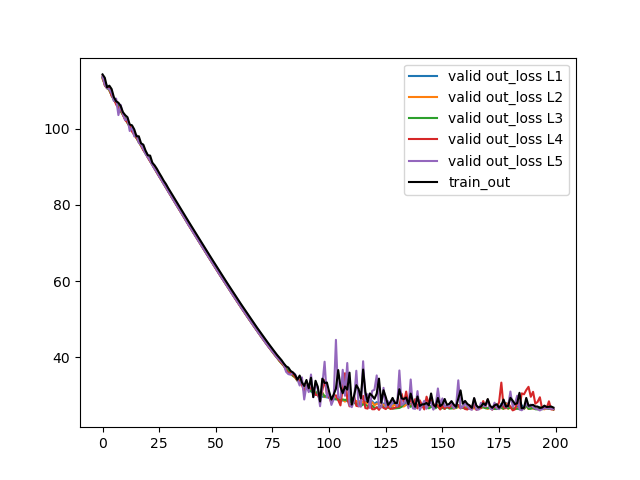 valid out_loss L1
valid out_loss L2
valid out_loss L3
valid out_loss L4
valid out_loss L5
train_out
100
80
60
40
0 25 50 75 100 125 150 175 200